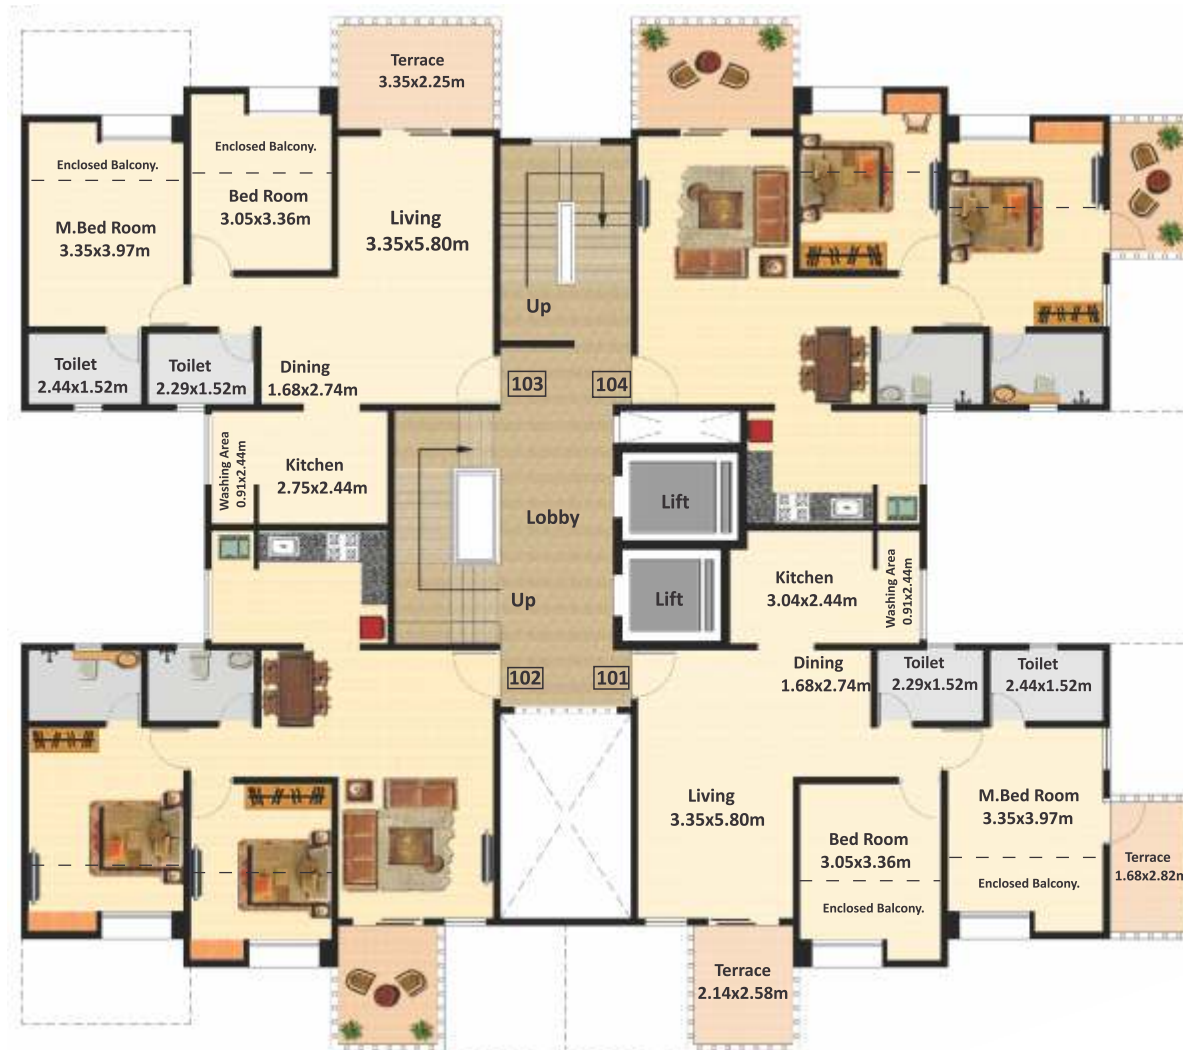 Terrace
3.35x2.25m
Enclosed Balcony.
Enclosed Balcony.
Bed Room
3.05x3.36m
M.Bed Room
3.35x3.97m
Living
3.35x5.80m
Up
Toilet
2.44x1.52m
Toilet
2.29x1.52m
Dining
1.68x2.74m
103
104
Washing Area
0.91x2.44m
Kitchen
2.75x2.44m
Lobby
Lift
Up
Lift
Kitchen
3.04x2.44m
Washing Area
0.91x2.44m
102
101
Dining
1.68x2.74m
Toilet
2.29x1.52m
Toilet
2.44x1.52m
Living
3.35x5.80m
Bed Room
3.05x3.36m
Enclosed Balcony.
M.Bed Room
3.35x3.97m
Enclosed Balcony.
Terrace
1.68x2.82m
Terrace
2.14x2.58m